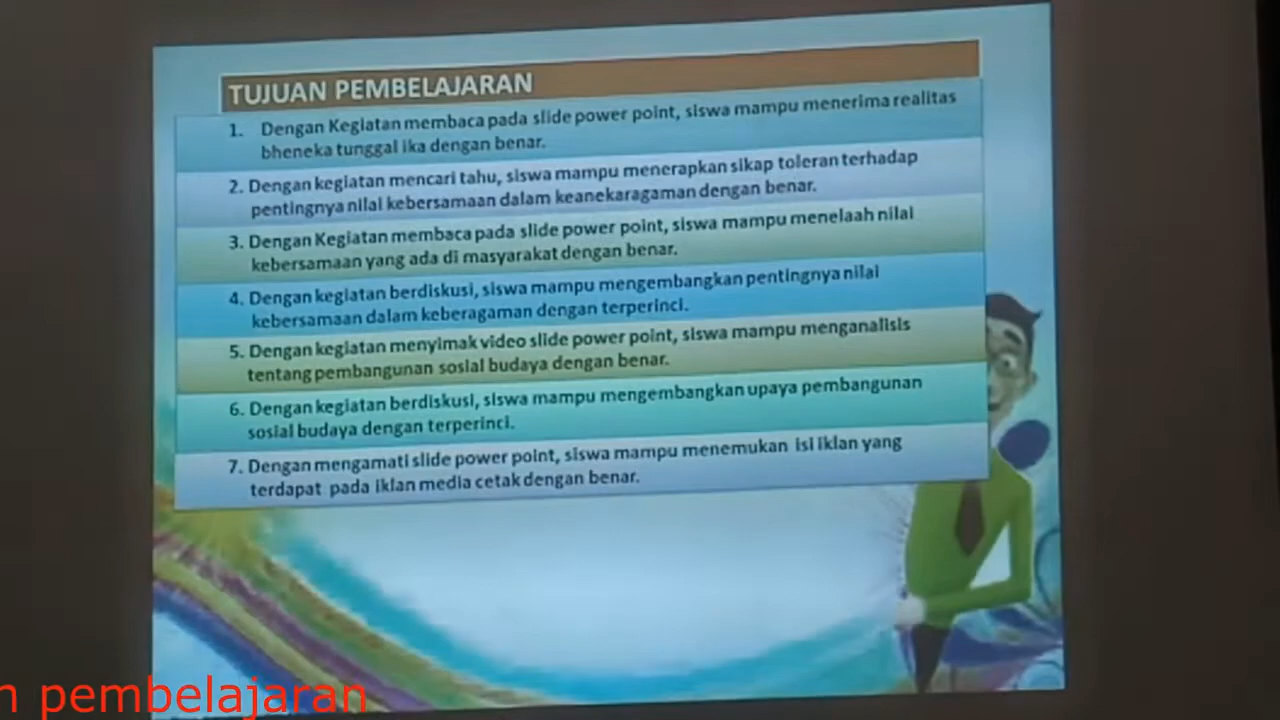 TUJUAN PEMBELAJARAN
1. Dengan Kegiatan membaca pada slide power point, siswa mampu menerima realitas
bheneka tunggal ika dengan benar.
2. Dengan kegiatan mencari tahu, siswa mampu menerapkan sikap toleran terhadap
pentingnya nilai kebersamaan dalam keanekaragaman dengan benar.
3. Dengan Kegiatan membaca pada slide power point, siswa mampu menelaah nilai
kebersamaan yang ada di masyarakat dengan benar.
4. Dengan kegiatan berdiskusi, siswa mampu mengembangkan pentingnya nilai
kebersamaan dalam keberagaman dengan terperinci.
5. Dengan kegiatan menyimak video slide power point, siswa mampu menganalisis
tentang pembangunan sosial budaya dengan benar.
6. Dengan kegiatan berdiskusi, siswa mampu mengembangkan upaya pembangunan
sosial budaya dengan terperinci.
7. Dengan mengamati slide power point, siswa mampu menemukan isi iklan yang
terdapat pada iklan media cetak dengan benar.
n pembelajaran